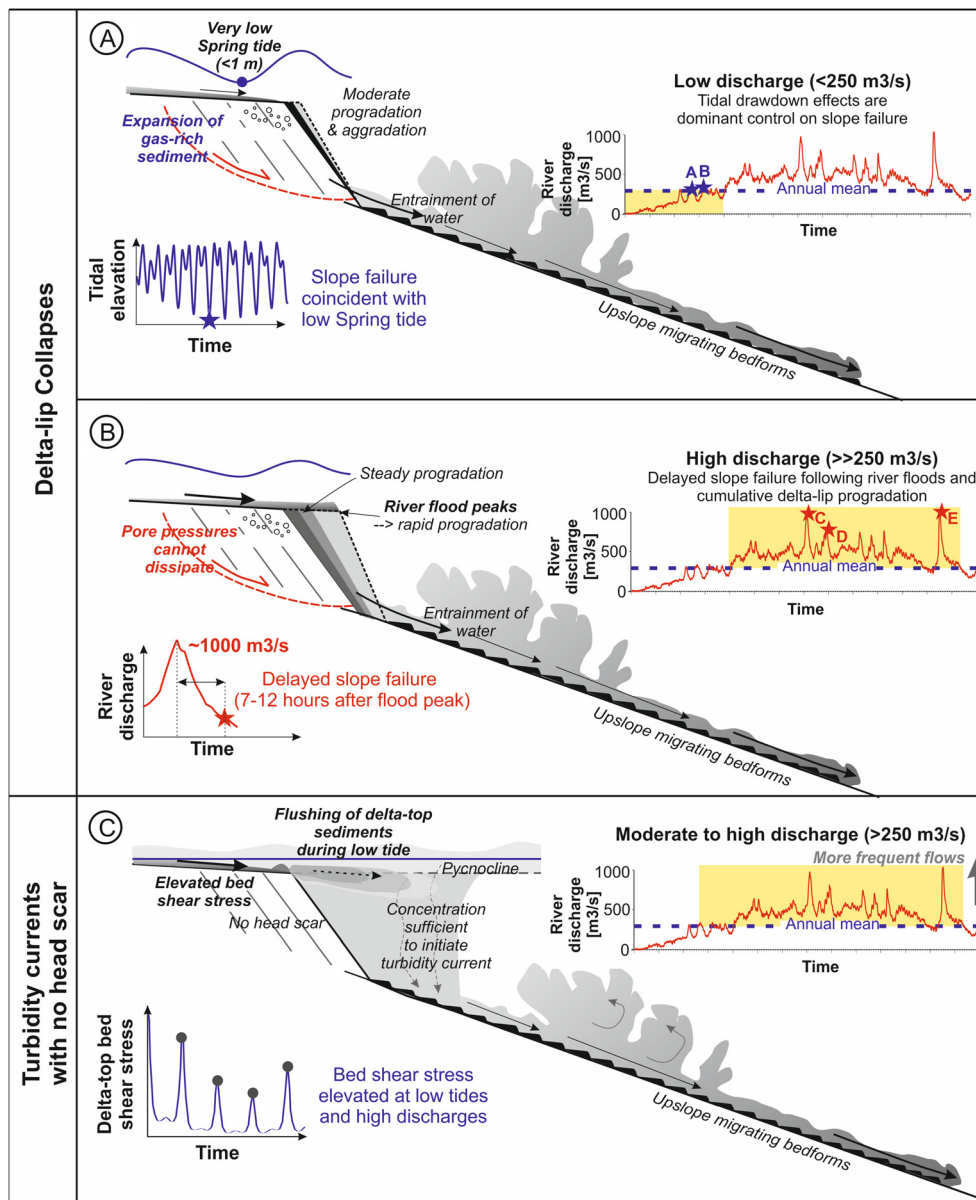 Delta-lip Collapses
A
Very low
Spring tide
(<1 m)
Moderate
progradation
& aggradation
Expansion of
gas-rich
sediment
Entrainment of
water
Upslope migrating bedforms
Tidal
elavation
Time
Slope failure
coincident with
low Spring tide
Low discharge (<250 m3/s)
Tidal drawdown effects are
dominant control on slope failure
River
discharge
[m3/s]
1000
500
0
A B
Annual mean
Time
B
Steady progradation
River flood peaks
--> rapid progradation
Pore pressures
cannot
dissipate
Entrainment of
water
Upslope migrating bedforms
~1000 m3/s
River
discharge
Time
Delayed slope failure
(7-12 hours after flood peak)
High discharge (>>250 m3/s)
Delayed slope failure following river floods and
cumulative delta-lip progradation
River
discharge
[m3/s]
1000
500
0
C
D
E
Annual mean
Time
Turbidity currents
with no head scar
C
Flushing of delta-top
sediments
during low tide
Pycnocline
Elevated bed
shear stress
No head scar
Concentration
sufficient
to initiate
turbidity current
Upslope migrating bedforms
Delta-top bed
shear stress
Time
Bed shear stress
elevated at low tides
and high discharges
Moderate to high discharge (>250 m3/s)
More frequent flows
River
discharge
[m3/s]
1000
500
0
Annual mean
Time